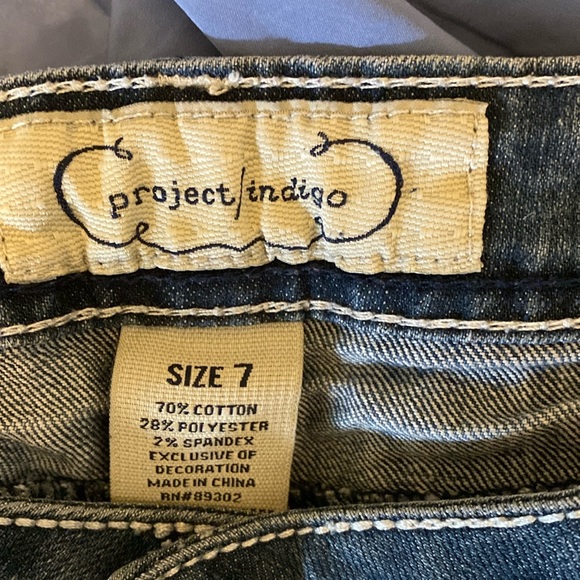 project/indigo
SIZE 7
70% COTTON
28% POLYESTER
2% SPANDEX
EXCLUSIVE OF
DECORATION
MADE IN CHINA
RN#89302